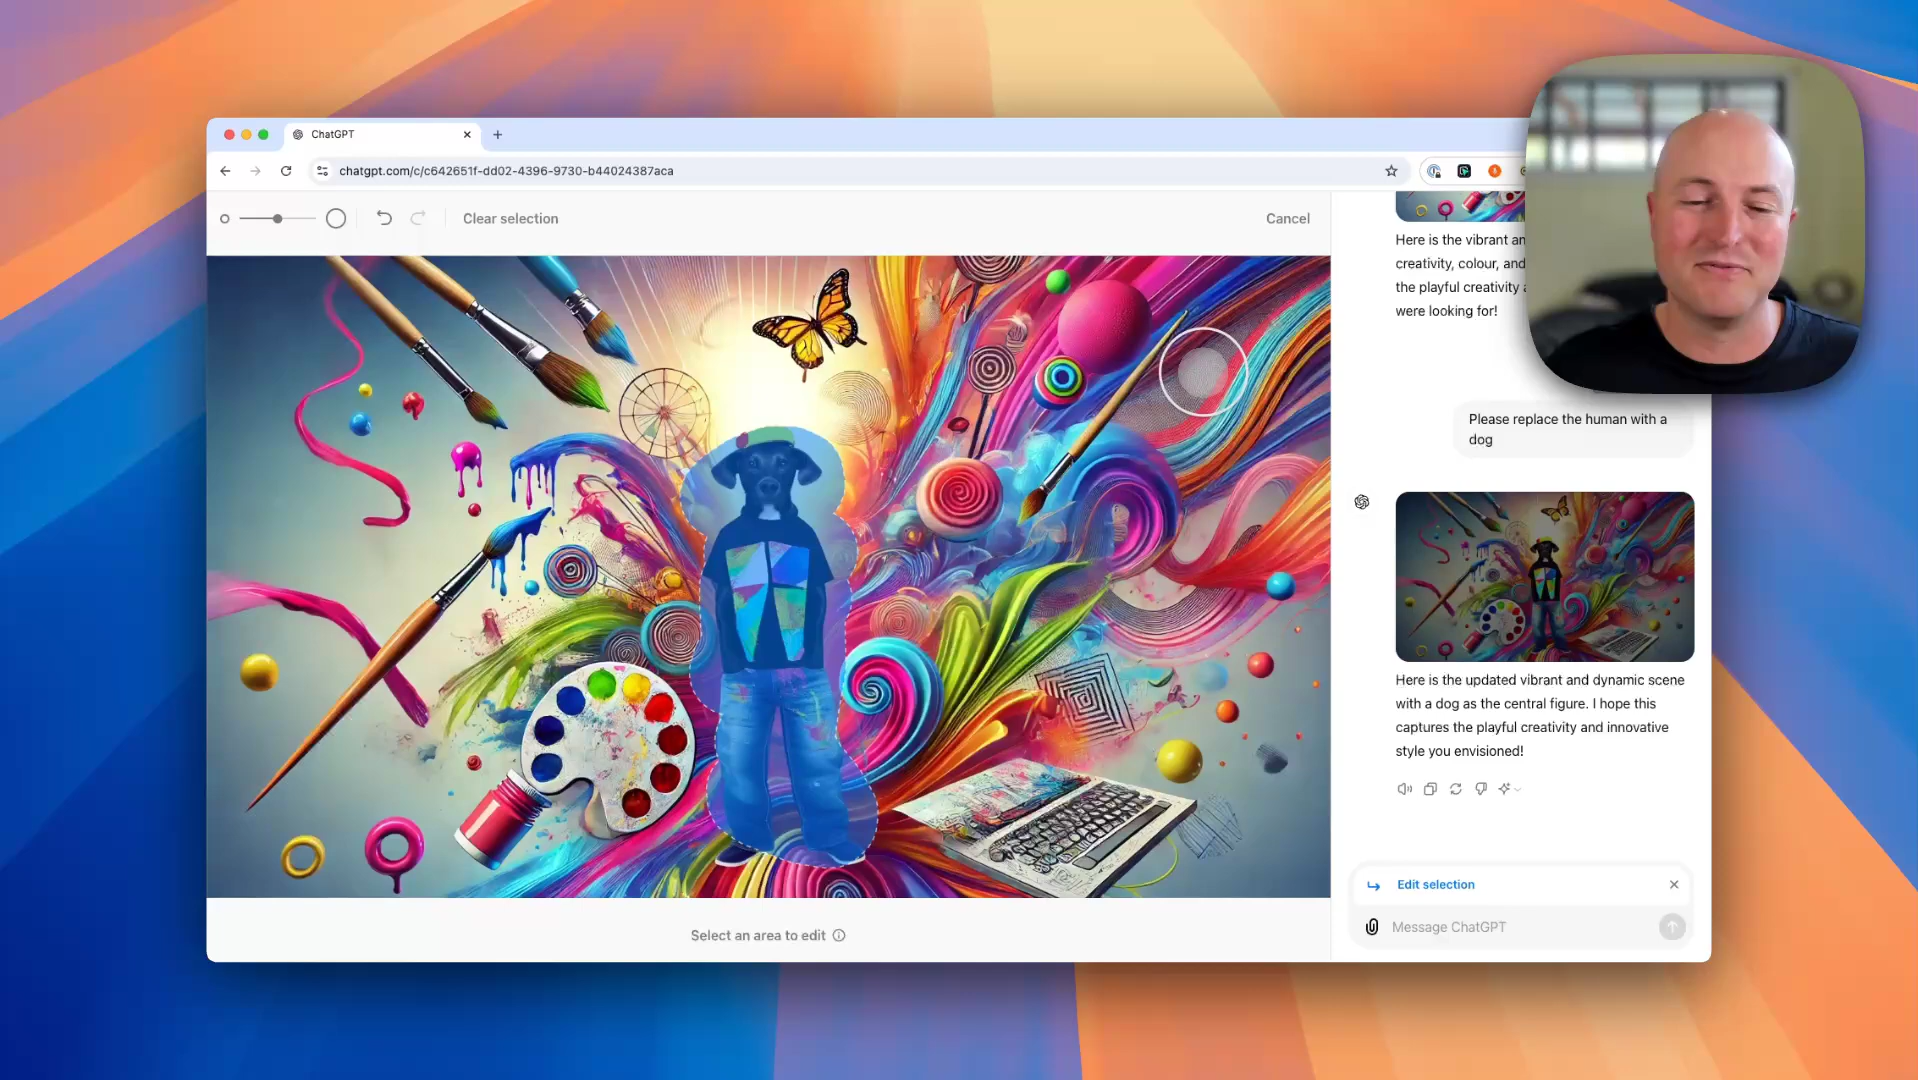 ChatGPT
chatgpt.com/c/c642651f-dd02-4396-9730-b44024387aca
Clear selection
Cancel
Here is the vibrant an
creativity, colour, and
the playful creativity a
were looking for!
Please replace the human with a
dog
Here is the updated vibrant and dynamic scene
with a dog as the central figure. I hope this
captures the playful creativity and innovative
style you envisioned!
Edit selection
Message ChatGPT
Select an area to edit